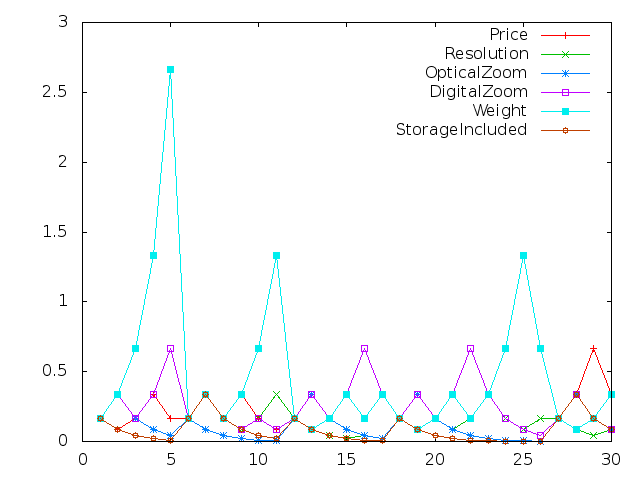 3
2.5
2
1.5
1
0.5
0
0 5 10 15 20 25 30
Price
Resolution
OpticalZoom
DigitalZoom
Weight
StorageIncluded